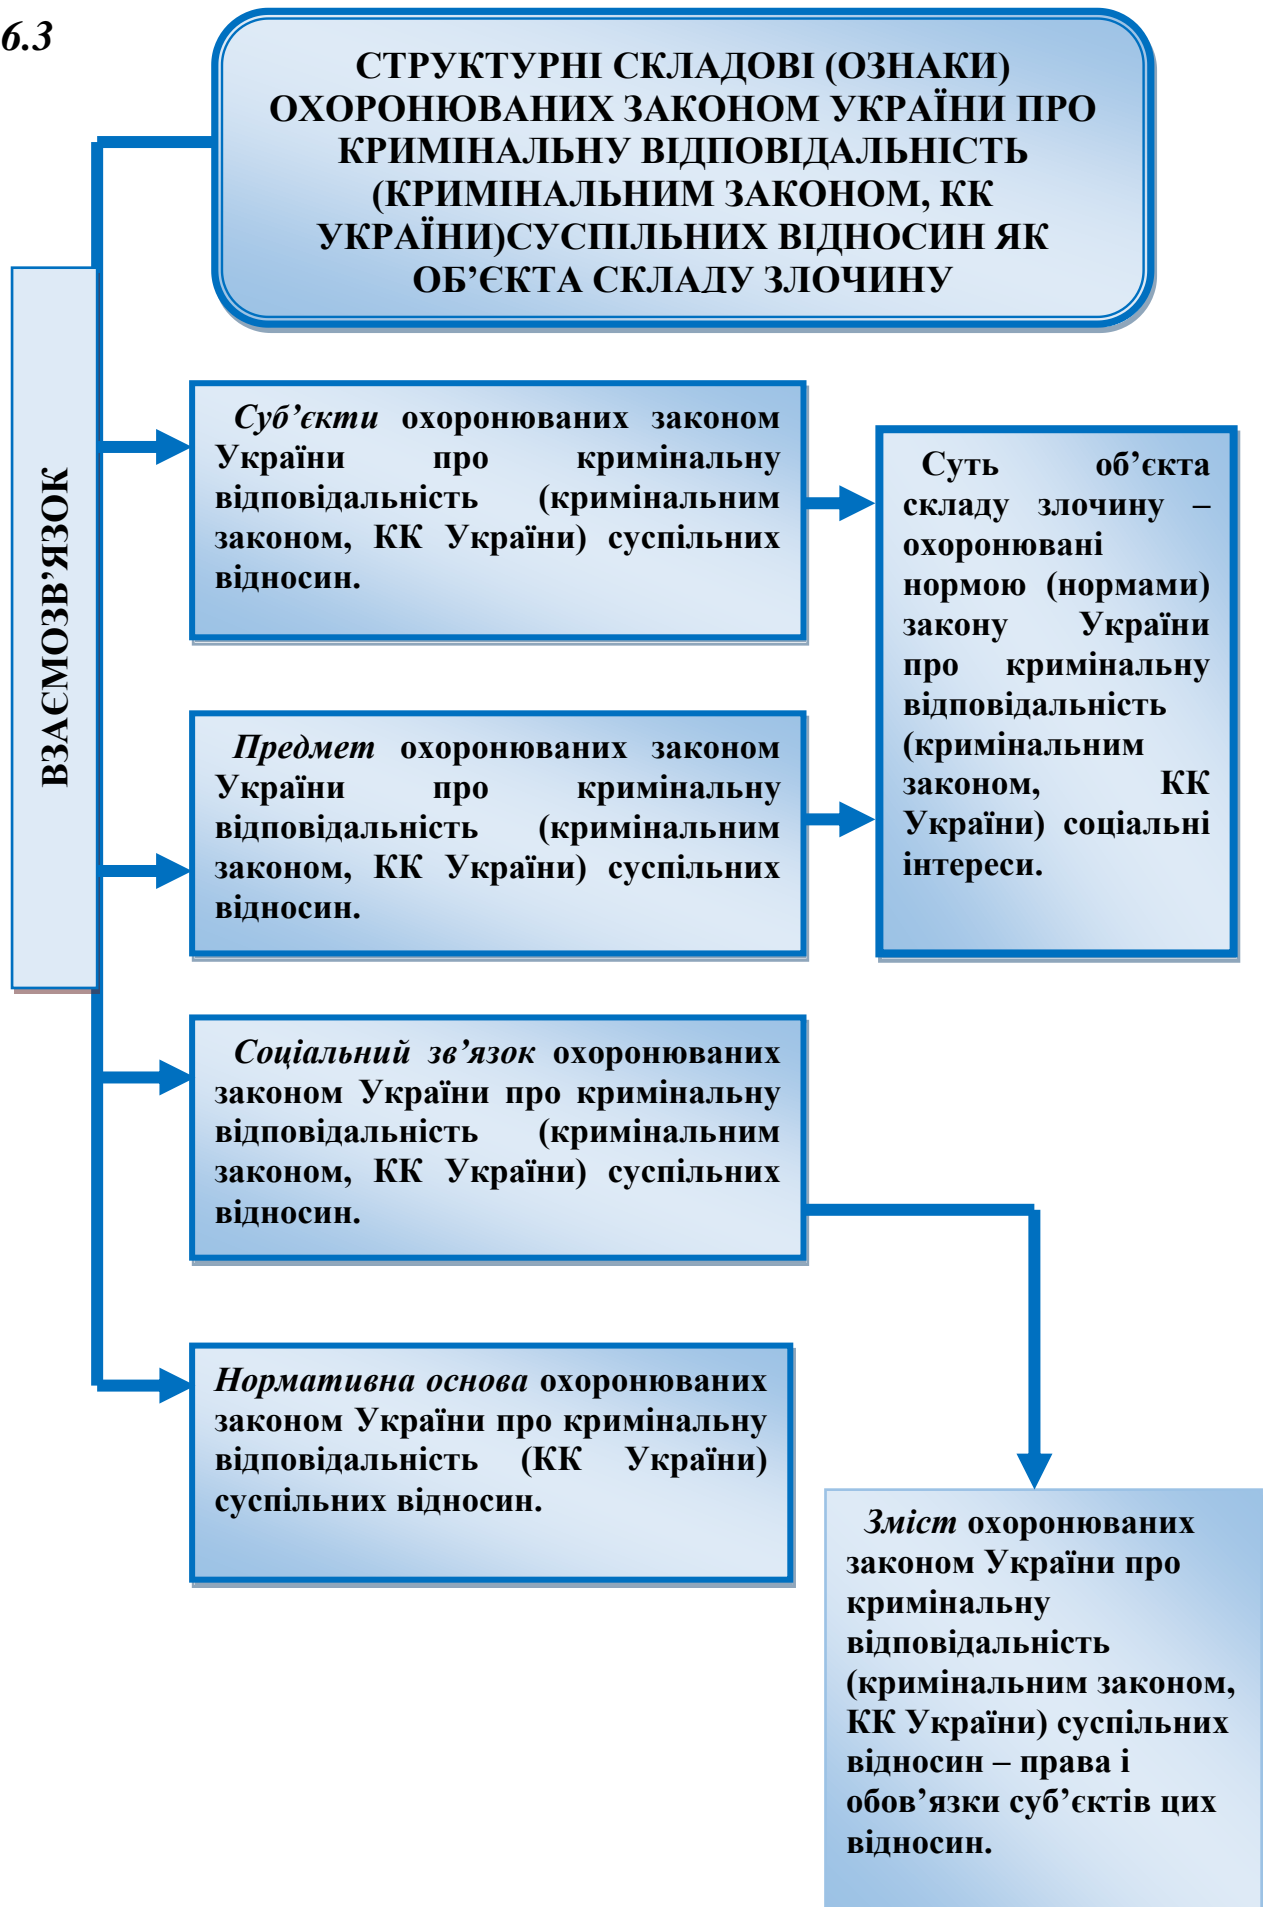 6.3
СТРУКТУРНІ СКЛАДОВІ (ОЗНАКИ)
ОХОРОНЮВАНИХ ЗАКОНОМ УКРАЇНИ ПРО
КРИМІНАЛЬНУ ВІДПОВІДАЛЬНІСТЬ
(КРИМІНАЛЬНИМ ЗАКОНОМ, КК
УКРАЇНИ)СУСПІЛЬНИХ ВІДНОСИН ЯК
ОБ’ЄКТА СКЛАДУ ЗЛОЧИНУ
ВЗАЄМОЗВ’ЯЗОК
Суб’єкти охоронюваних законом
України про кримінальну
відповідальність (кримінальним
законом, КК України) суспільних
відносин.
Суть об’єкта
складу злочину –
охоронювані
нормою (нормами)
закону України
про кримінальну
відповідальність
(кримінальним
законом, КК
України) соціальні
інтереси.
Предмет охоронюваних законом
України про кримінальну
відповідальність (кримінальним
законом, КК України) суспільних
відносин.
Соціальний зв’язок охоронюваних
законом України про кримінальну
відповідальність (кримінальним
законом, КК України) суспільних
відносин.
Нормативна основа охоронюваних
законом України про кримінальну
відповідальність (КК України)
суспільних відносин.
Зміст охоронюваних
законом України про
кримінальну
відповідальність
(кримінальним законом,
КК України) суспільних
відносин – права і
обов’язки суб’єктів цих
відносин.